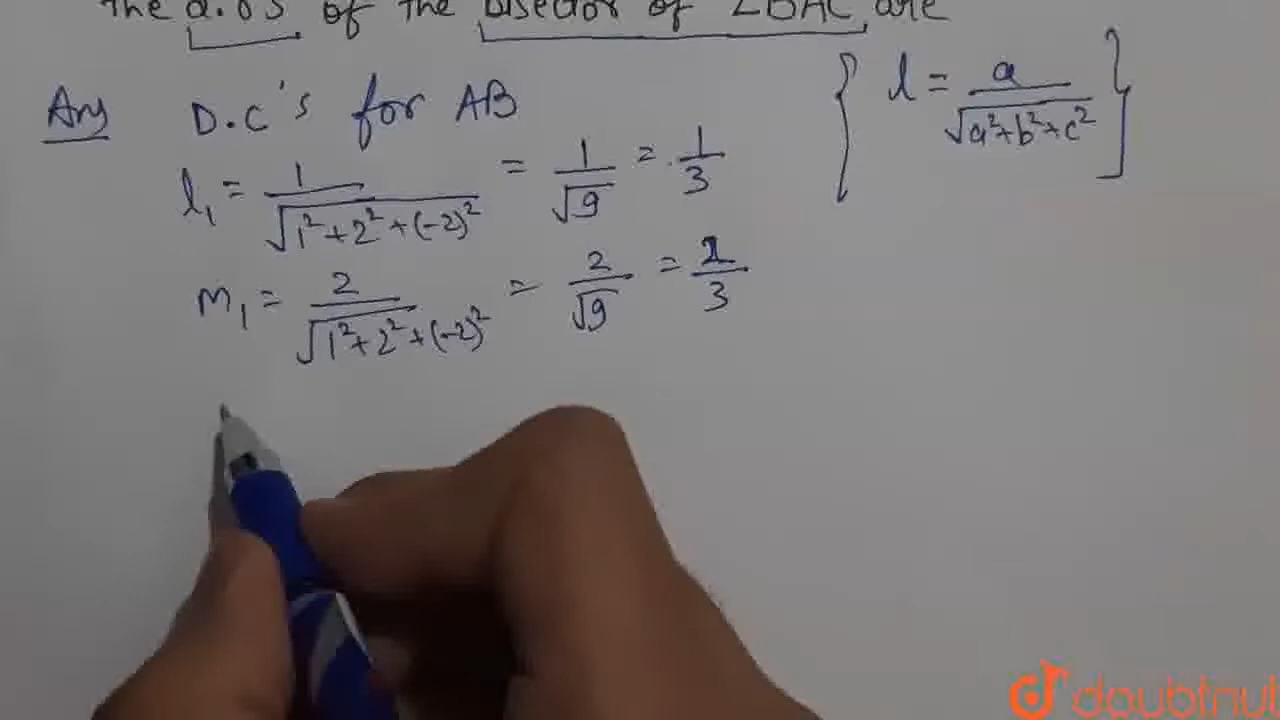 the d.c's of the bisector of ∠BAC are
Ans D.C's for AB { l = a/√(a²+b²+c²) }
l₁ = 1/√(1²+2²+(-2)²) = 1/√9 = 1/3
m₁ = 2/√(1²+2²+(-2)²) = 2/√9 = 2/3
doubtnut